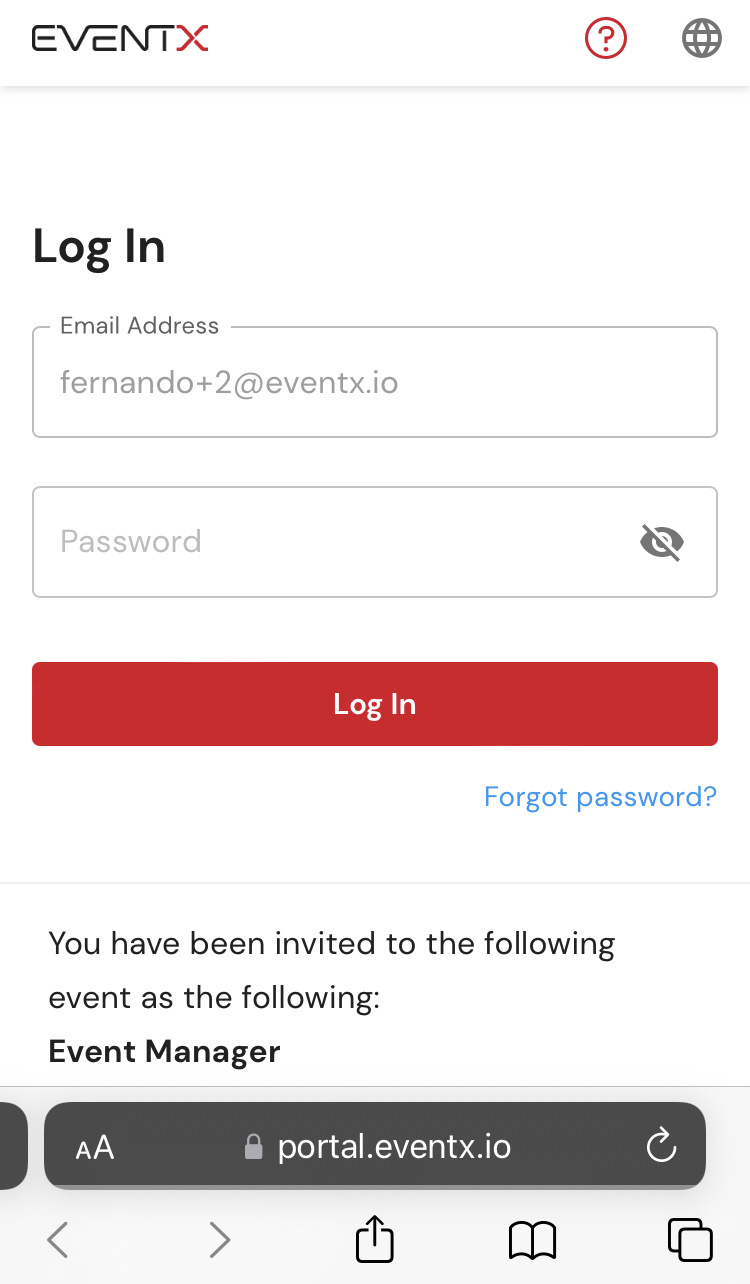 EVENTX
?
Log In
Email Address
fernando+2@eventx.io
Password
Log In
Forgot password?
You have been invited to the following
event as the following:
Event Manager
AA portal.eventx.io